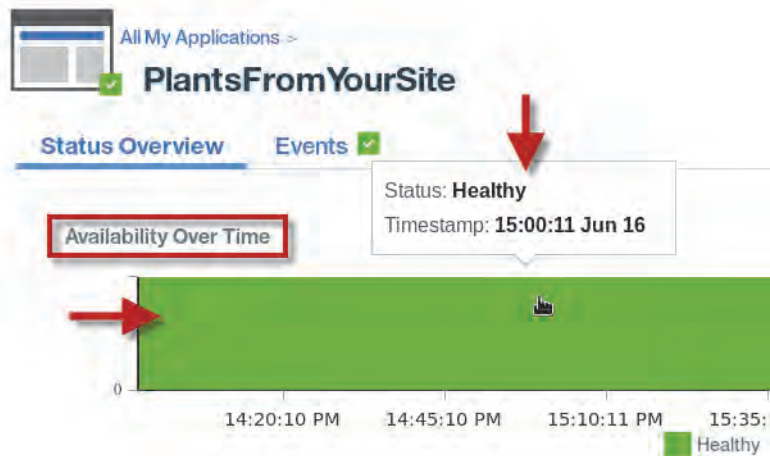 All My Applications >
PlantsFromYourSite
Status Overview Events
Status: Healthy
Timestamp: 15:00:11 Jun 16
Availability Over Time
0
14:20:10 PM 14:45:10 PM 15:10:11 PM 15:35:
Healthy